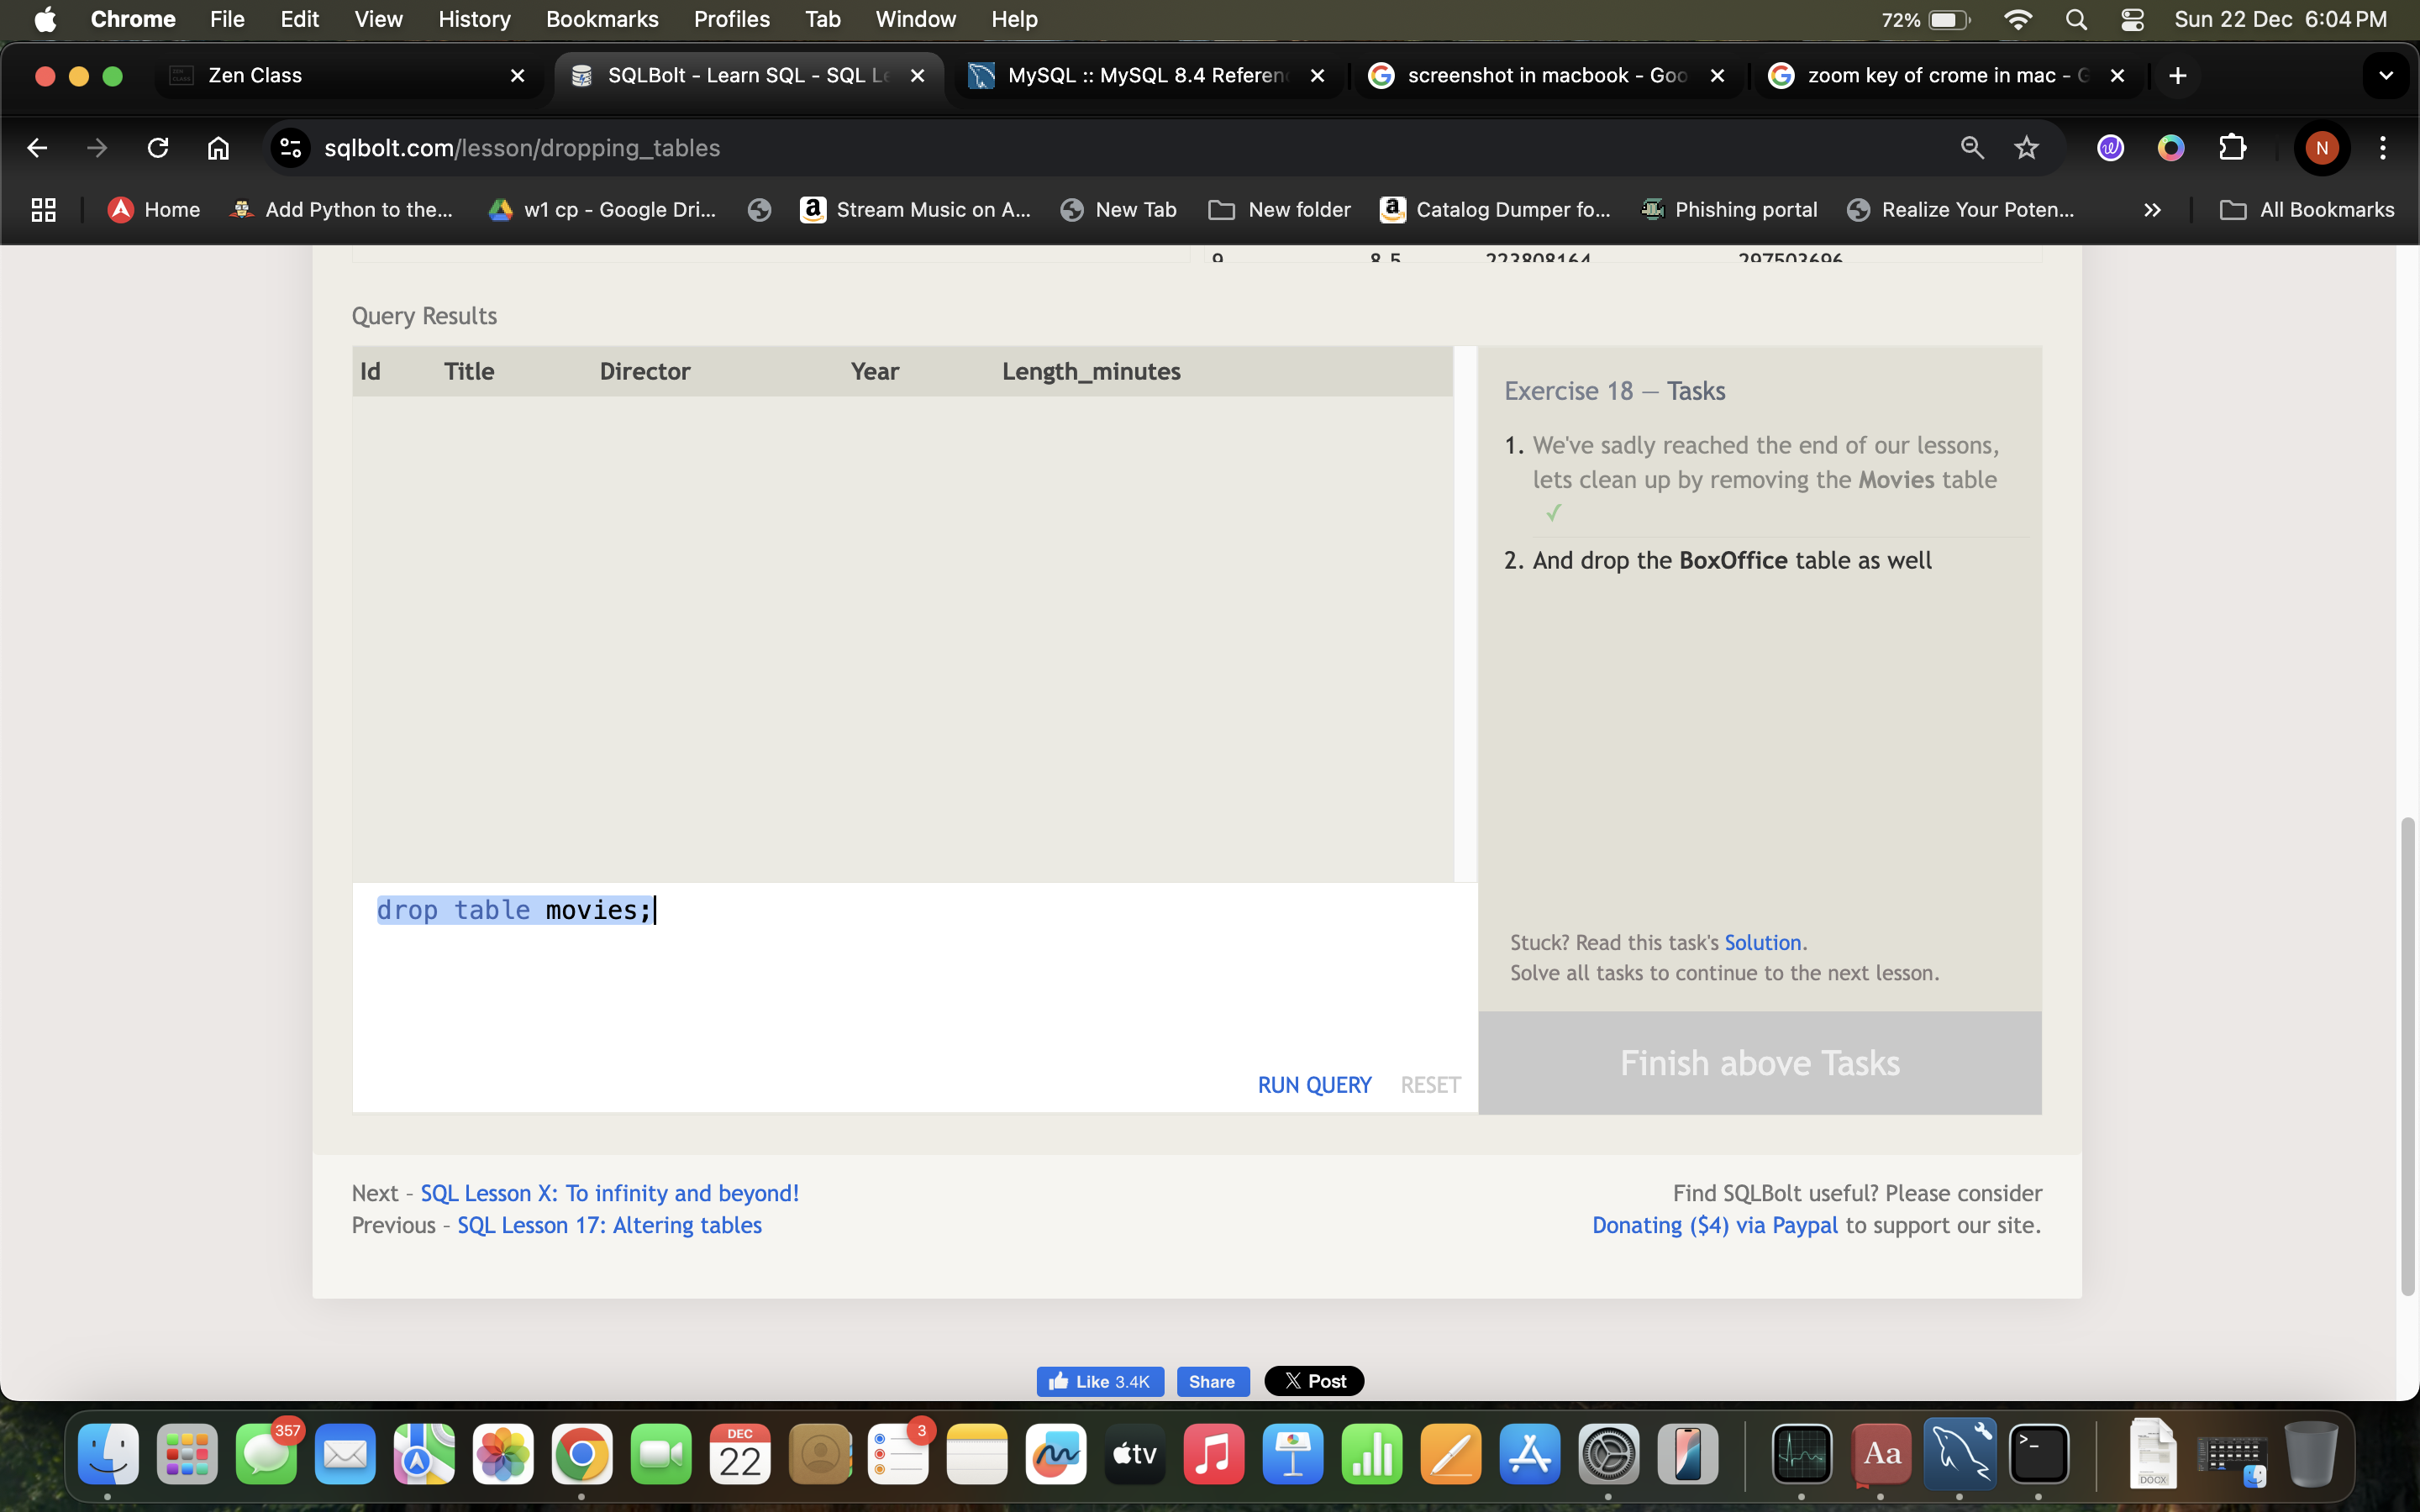 Chrome File Edit View History Bookmarks Profiles Tab Window Help 72% Sun 22 Dec 6:04 PM
Zen Class SQLBolt - Learn SQL - SQL Le MySQL :: MySQL 8.4 Referen screenshot in macbook - Goo zoom key of crome in mac - G
sqlbolt.com/lesson/dropping_tables N
Home Add Python to the... w1 cp - Google Dri... Stream Music on A... New Tab New folder Catalog Dumper fo... Phishing portal Realize Your Poten... All Bookmarks
9 8.5 223808164 297503696
Query Results
Id Title Director Year Length_minutes
Exercise 18 — Tasks
1. We've sadly reached the end of our lessons,
lets clean up by removing the Movies table
✓
2. And drop the BoxOffice table as well
drop table movies;
Stuck? Read this task's Solution.
Solve all tasks to continue to the next lesson.
Finish above Tasks
RUN QUERY RESET
Next – SQL Lesson X: To infinity and beyond!
Previous – SQL Lesson 17: Altering tables
Find SQLBolt useful? Please consider
Donating ($4) via Paypal to support our site.
Like 3.4K Share Post
357 DEC 22 3 tv Aa >_ DOCX